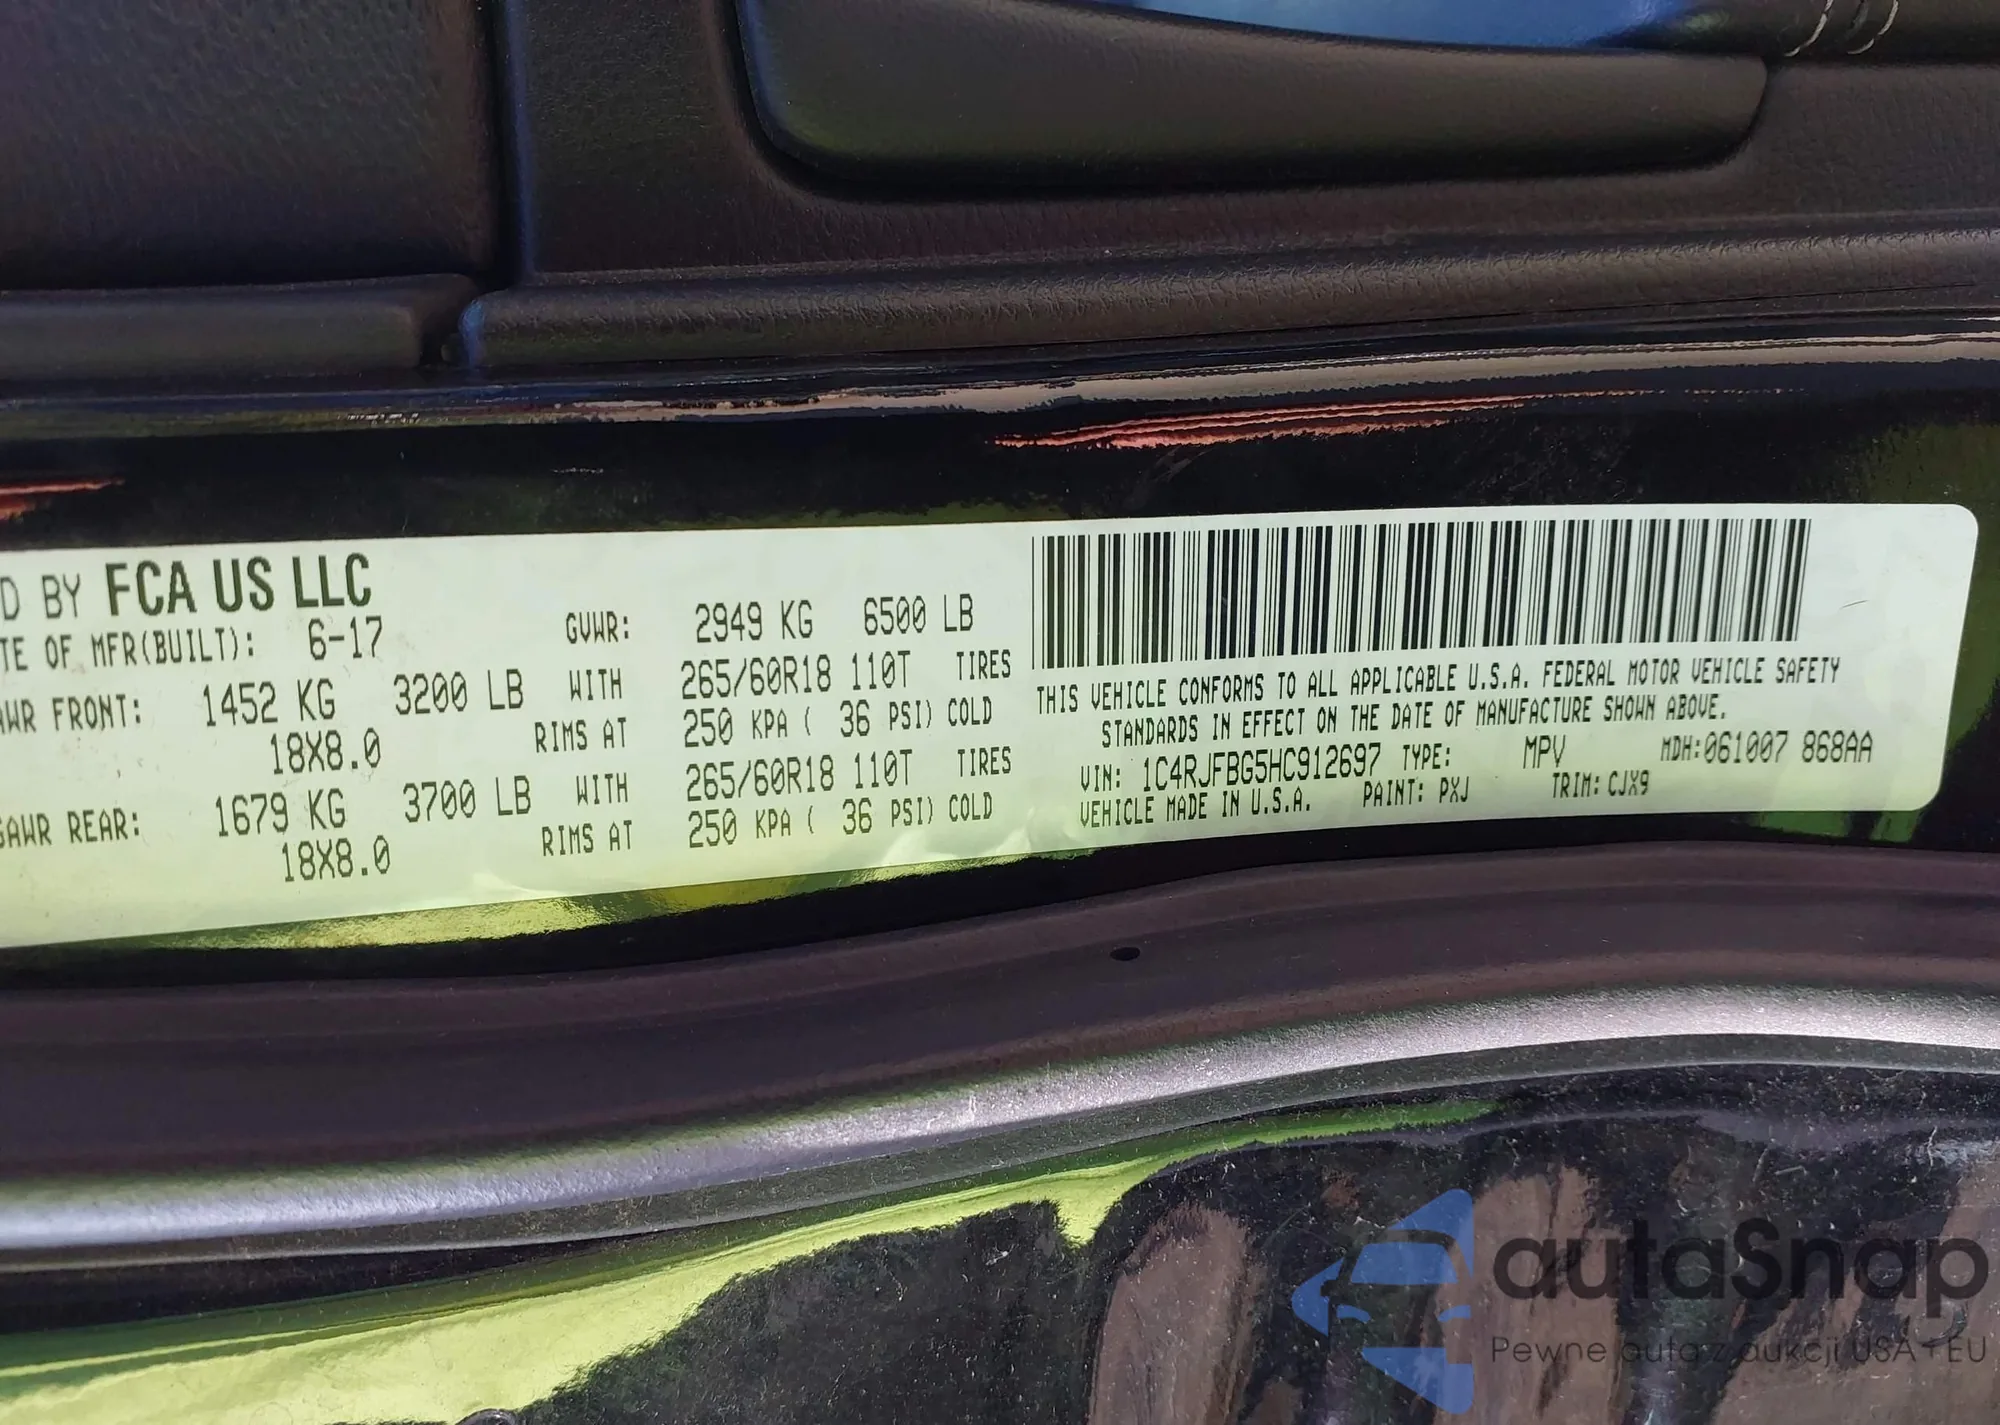 D BY FCA US LLC
TE OF MFR(BUILT): 6-17 GVWR: 2949 KG 6500 LB
AWR FRONT: 1452 KG 3200 LB WITH 265/60R18 110T TIRES
18X8.0 RIMS AT 250 KPA ( 36 PSI) COLD
GAWR REAR: 1679 KG 3700 LB WITH 265/60R18 110T TIRES
18X8.0 RIMS AT 250 KPA ( 36 PSI) COLD
THIS VEHICLE CONFORMS TO ALL APPLICABLE U.S.A. FEDERAL MOTOR VEHICLE SAFETY
STANDARDS IN EFFECT ON THE DATE OF MANUFACTURE SHOWN ABOVE.
VIN: 1C4RJFBG5HC912697 TYPE: MPV MDH:061007 868AA
VEHICLE MADE IN U.S.A. PAINT: PXJ TRIM: CJX9
autaSnap
Pewne auta z aukcji USA i EU